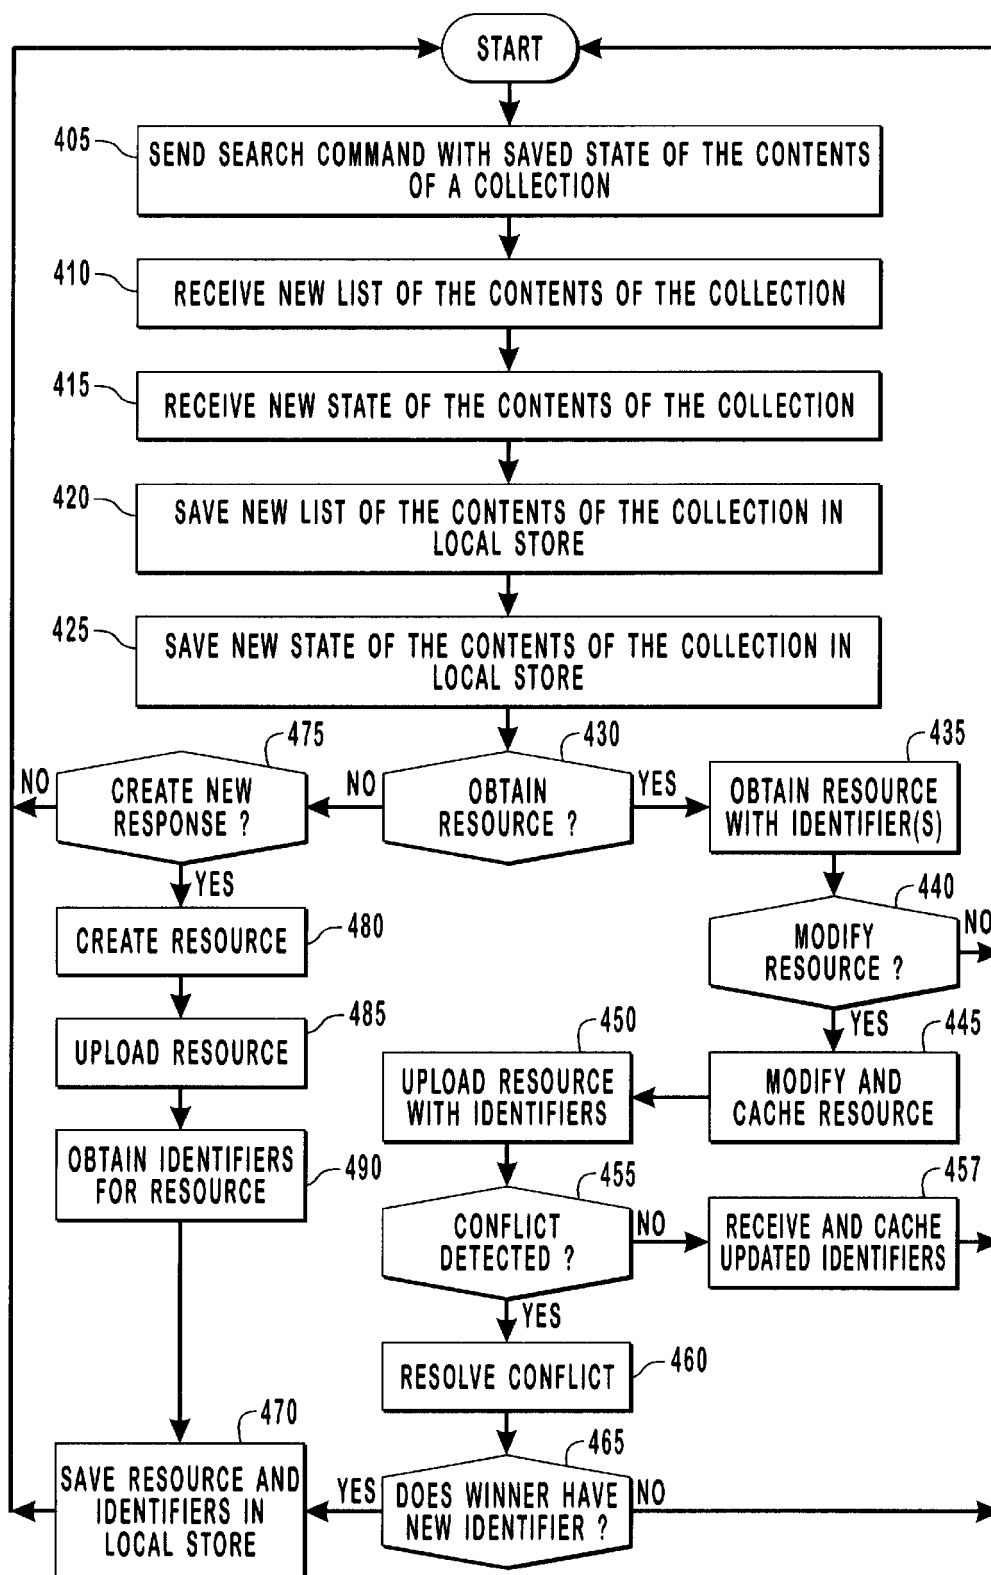 START
405
SEND SEARCH COMMAND WITH SAVED STATE OF THE CONTENTS
OF A COLLECTION
410
RECEIVE NEW LIST OF THE CONTENTS OF THE COLLECTION
415
RECEIVE NEW STATE OF THE CONTENTS OF THE COLLECTION
420
SAVE NEW LIST OF THE CONTENTS OF THE COLLECTION IN
LOCAL STORE
425
SAVE NEW STATE OF THE CONTENTS OF THE COLLECTION IN
LOCAL STORE
475
430
435
NO
CREATE NEW
RESPONSE ?
NO
OBTAIN
RESOURCE ?
YES
OBTAIN RESOURCE
WITH IDENTIFIER(S)
YES
440
CREATE RESOURCE
480
MODIFY
RESOURCE ?
NO
YES
485
UPLOAD RESOURCE
450
UPLOAD RESOURCE
WITH IDENTIFIERS
445
MODIFY AND
CACHE RESOURCE
OBTAIN IDENTIFIERS
FOR RESOURCE
490
455
CONFLICT
DETECTED ?
NO
457
RECEIVE AND CACHE
UPDATED IDENTIFIERS
YES
RESOLVE CONFLICT
460
470
SAVE RESOURCE AND
IDENTIFIERS IN
LOCAL STORE
465
YES
DOES WINNER HAVE
NEW IDENTIFIER ?
NO